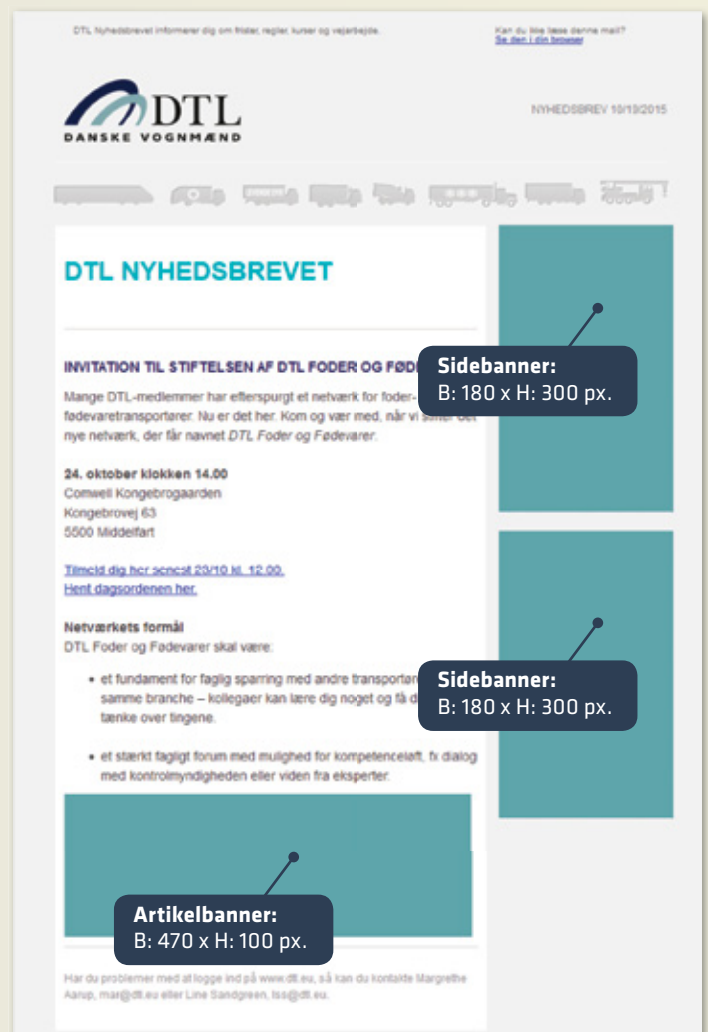 DTL Nyhedsbrevet informerer dig om frister, regler, kurser og vejarbejde.
Kan du ikke læse denne mail?
Se den i din browser
DTL
DANSKE VOGNMÆND
NYHEDSBREV 18/19/2015
DTL NYHEDSBREVET
INVITATION TIL STIFTELSEN AF DTL FODER OG
Mange DTL-medlemmer har efterspurgt et netværk for foder-
fødevaretransportører. Nu er det her. Kom og vær med, når vi
nye netværk, der får navnet DTL Foder og Fødevarer.
24. oktober klokken 14.00
Comwell Kongebrogaarden
Kongebrovej 63
5500 Middelfart
Tilmeld dig her senest 23/10 kl. 12.00.
Hent dagsordenen her.
Netværkets formål
DTL Foder og Fødevarer skal være:
• et fundament for faglig sparring med andre
samme branche – kollegaer kan lære dig noget og få
tænke over tingene.
• et stærkt fagligt forum med mulighed for kompetenceløft, fx dialog
med kontrolmyndigheden eller viden fra eksperter.
Sidebanner:
B: 180 x H: 300 px.
Sidebanner:
B: 180 x H: 300 px.
Artikelbanner:
B: 470 x H: 100 px.
Har du problemer med at logge ind på www.dtl.eu, så kan du kontakte Margrethe
Aarup, mar@dtl.eu eller Line Sandgreen, lss@dtl.eu.